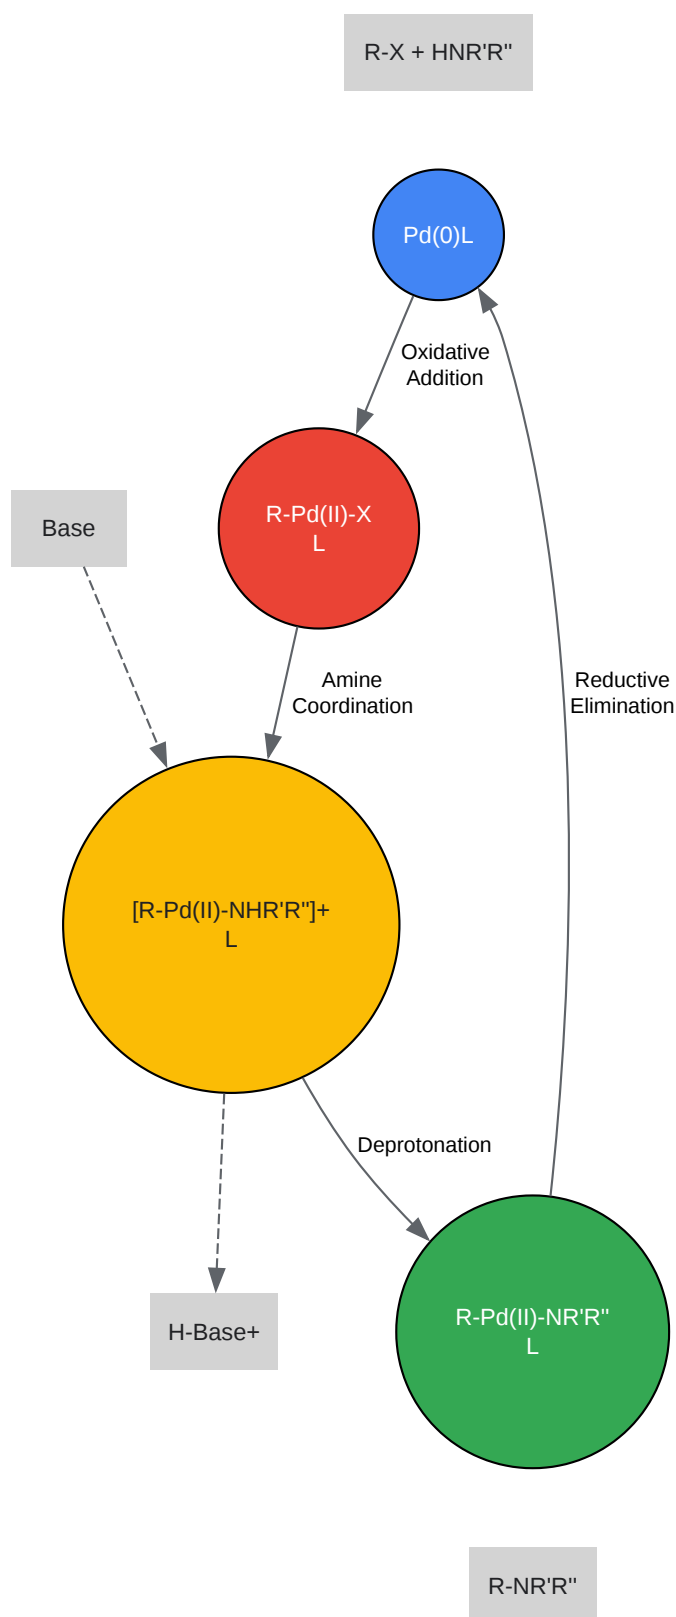 R-X + HNR'R"
Pd(0)L
Oxidative
Addition
R-Pd(II)-X
L
Base
Amine
Coordination
Reductive
Elimination
[R-Pd(II)-NHR'R"]+
L
Deprotonation
H-Base+
R-Pd(II)-NR'R"
L
R-NR'R"